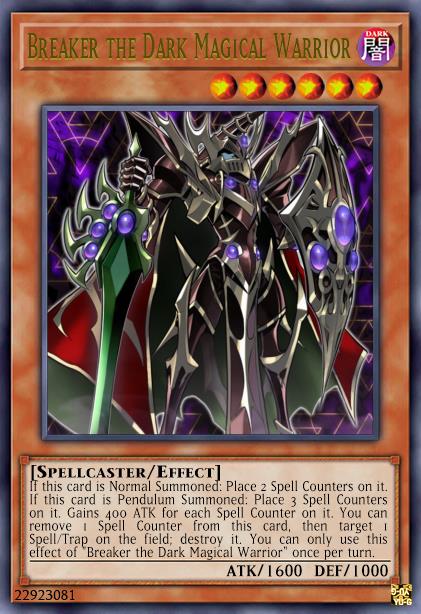 Breaker the Dark Magical Warrior
DARK
闇
[Spellcaster/Effect]
If this card is Normal Summoned: Place 2 Spell Counters on it.
If this card is Pendulum Summoned: Place 3 Spell Counters
on it. Gains 400 ATK for each Spell Counter on it. You can
remove 1 Spell Counter from this card, then target 1
Spell/Trap on the field; destroy it. You can only use this
effect of "Breaker the Dark Magical Warrior" once per turn.
ATK/1600 DEF/1000
22923081